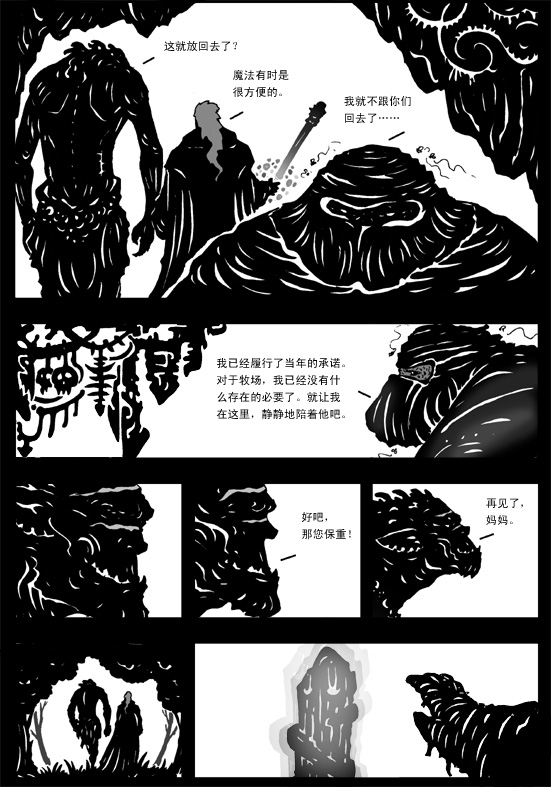 这就放回去了？
魔法有时是
很方便的。
我就不跟你们
回去了……
我已经履行了当年的承诺。
对于牧场，我已经没有什
么存在的必要了。就让我
在这里，静静地陪着他吧。
好吧，
那您保重！
再见了，
妈妈。